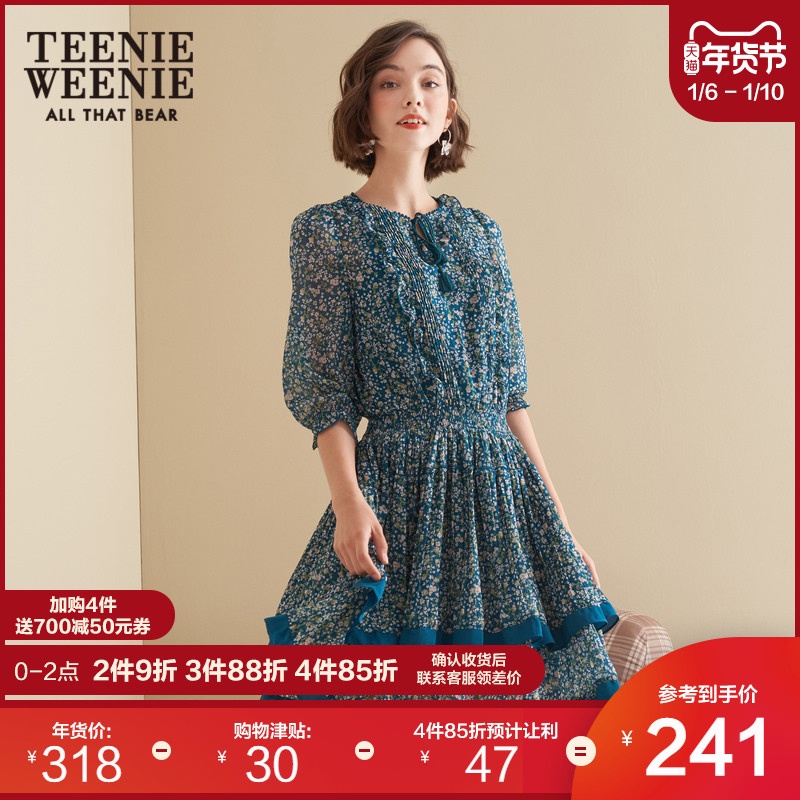 TEENIE
WEENIE
ALL THAT BEAR
天猫 年货节
1/6 - 1/10
加购4件
送700减50元券
0-2点 2件9折 3件88折 4件85折
确认收货后
联系客服领差价
年货价:
¥318
-
购物津贴:
¥30
-
4件85折预计让利
¥47
=
参考到手价
¥241